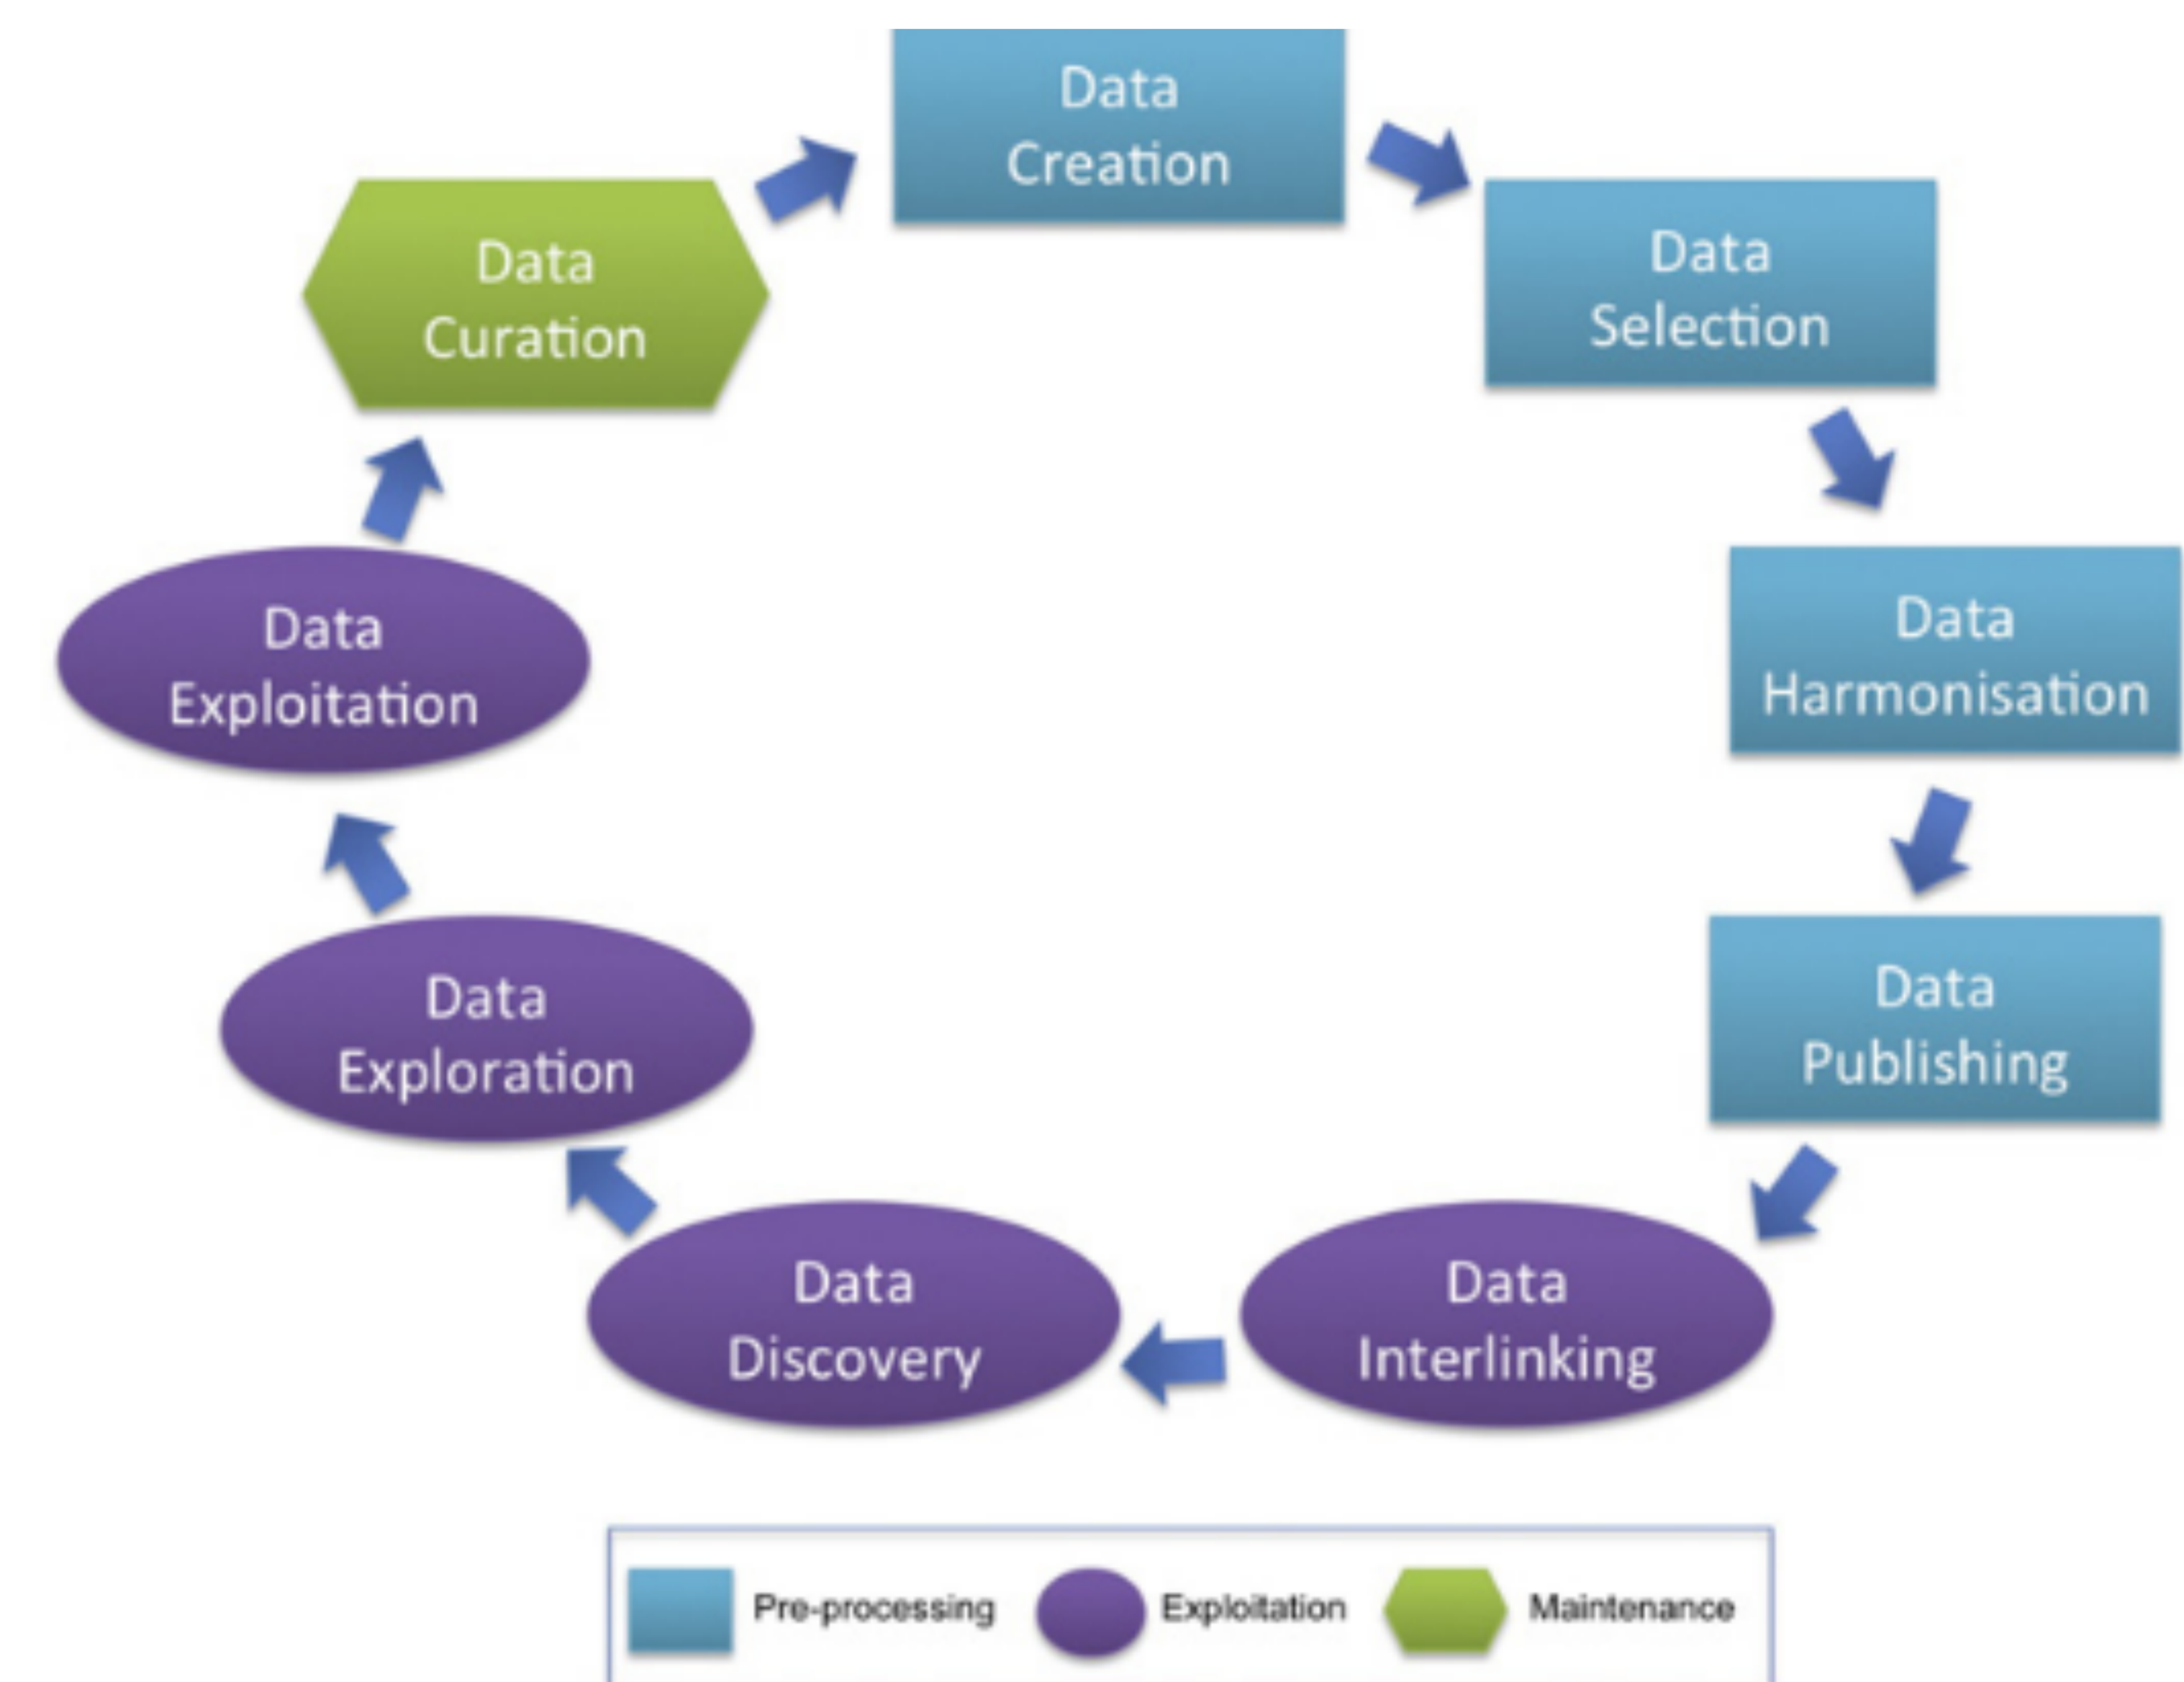 Data
Creation
Data
Selection
Data
Harmonisation
Data
Publishing
Data
Interlinking
Data
Discovery
Data
Exploration
Data
Exploitation
Data
Curation
Pre-processing
Exploitation
Maintenance